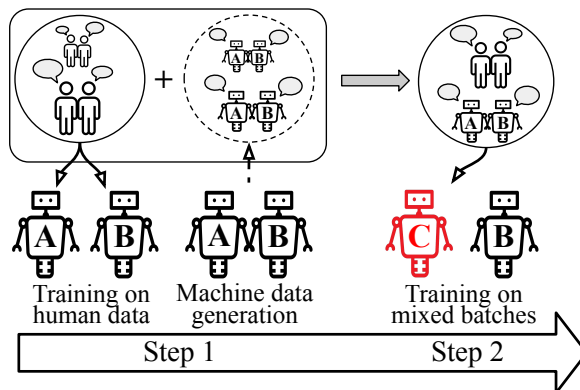 +
A B
A B
A B
A B
A B A B C B
Training on human data
Machine data generation
Training on mixed batches
Step 1 Step 2